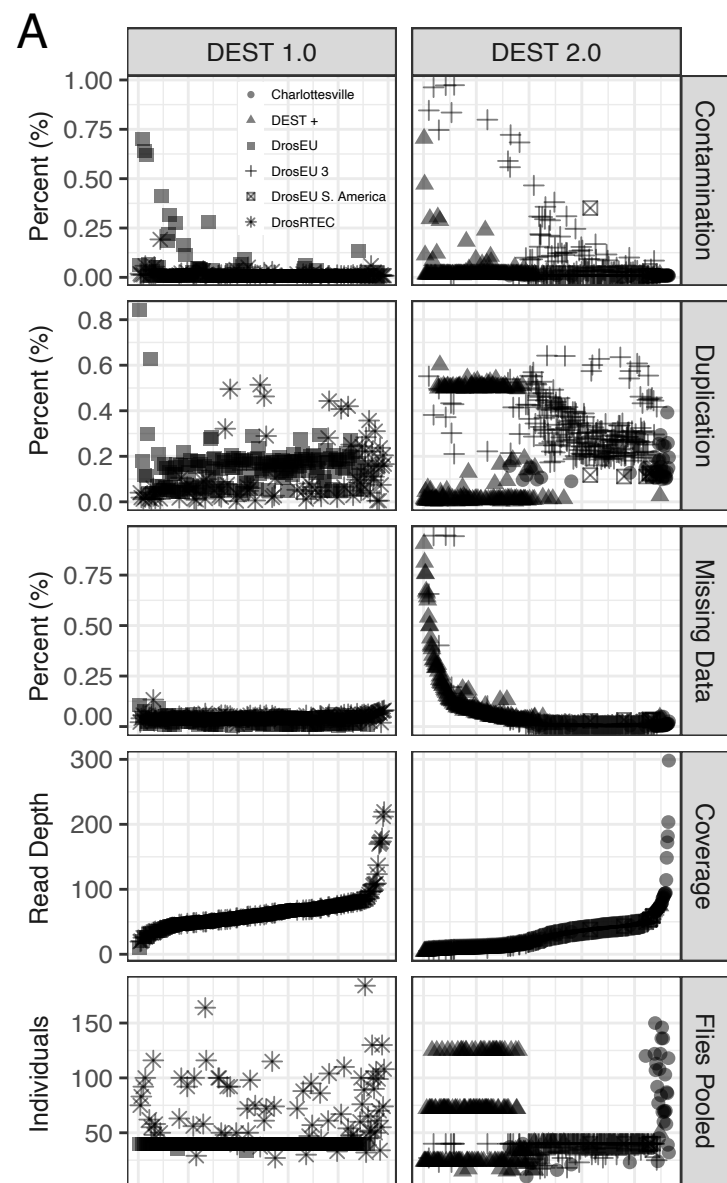 A
DEST 1.0
DEST 2.0
Percent (%)
1.00
0.75
0.50
0.25
0.00
Charlottesville
DEST +
DrosEU
DrosEU 3
DrosEU S. America
DrosRTEC
Contamination
Percent (%)
0.8
0.6
0.4
0.2
0.0
Duplication
Percent (%)
0.75
0.50
0.25
0.00
Missing Data
Read Depth
300
200
100
0
Coverage
Individuals
150
100
50
Flies Pooled